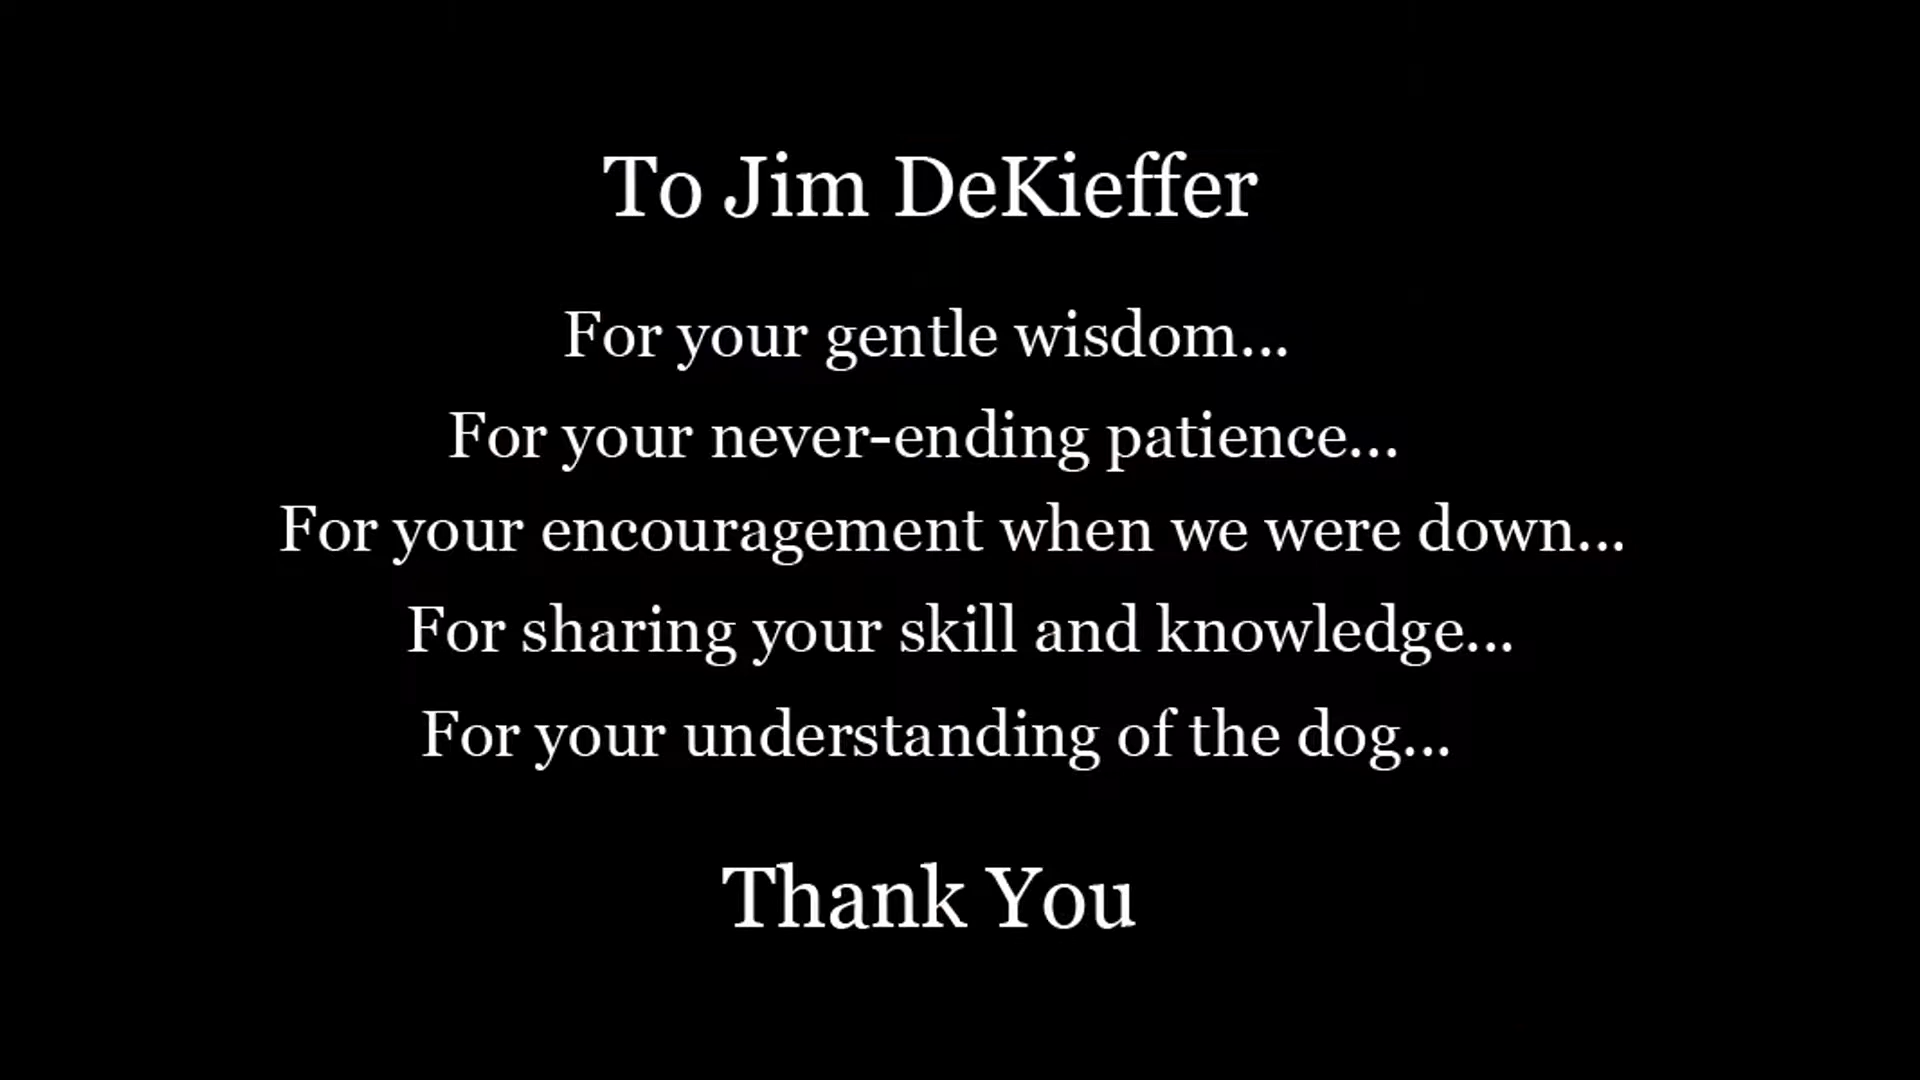 To Jim DeKieffer
For your gentle wisdom...
For your never-ending patience...
For your encouragement when we were down...
For sharing your skill and knowledge...
For your understanding of the dog...
Thank You